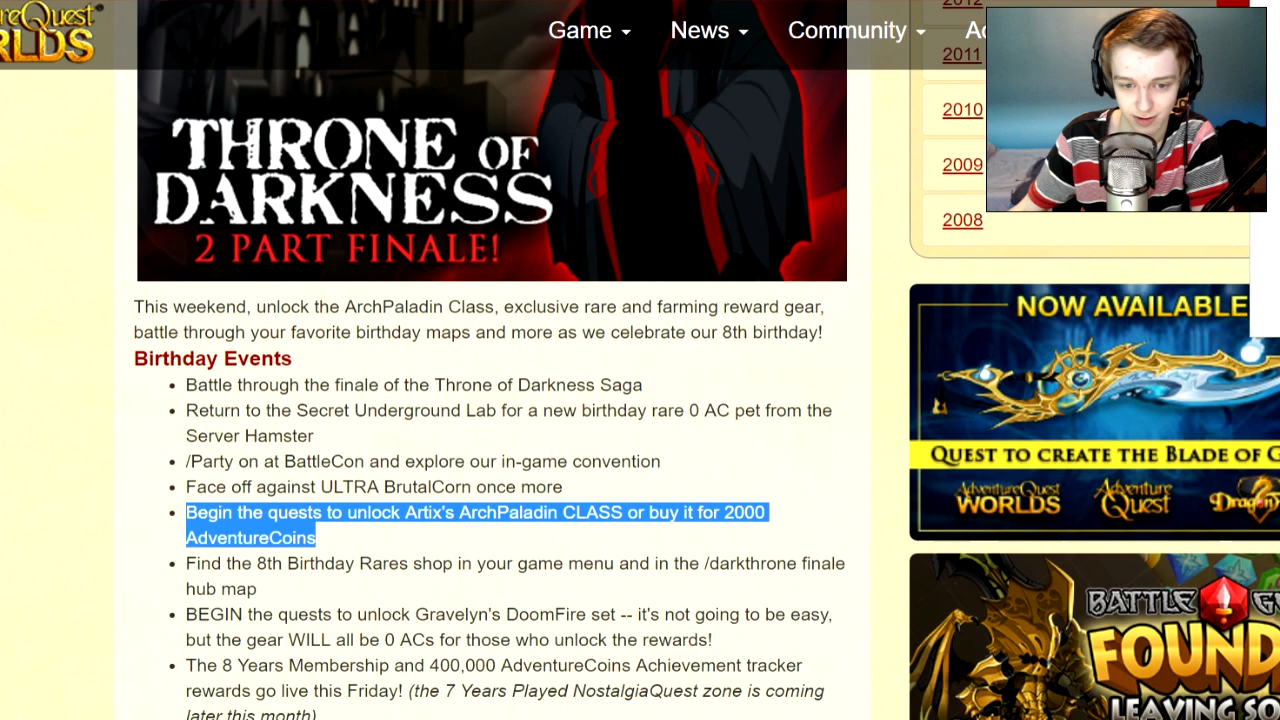 reQuest
RLDS
Game
News
Community
2012
2011
2010
2009
2008
THRONE OF
DARKNESS
2 PART FINALE!
This weekend, unlock the ArchPaladin Class, exclusive rare and farming reward gear,
battle through your favorite birthday maps and more as we celebrate our 8th birthday!
Birthday Events
• Battle through the finale of the Throne of Darkness Saga
• Return to the Secret Underground Lab for a new birthday rare 0 AC pet from the
Server Hamster
• /Party on at BattleCon and explore our in-game convention
• Face off against ULTRA BrutalCorn once more
• Begin the quests to unlock Artix's ArchPaladin CLASS or buy it for 2000
AdventureCoins
• Find the 8th Birthday Rares shop in your game menu and in the /darkthrone finale
hub map
• BEGIN the quests to unlock Gravelyn's DoomFire set -- it's not going to be easy,
but the gear WILL all be 0 ACs for those who unlock the rewards!
• The 8 Years Membership and 400,000 AdventureCoins Achievement tracker
rewards go live this Friday! (the 7 Years Played NostalgiaQuest zone is coming
later this month)
NOW AVAILABLE
QUEST TO CREATE THE BLADE OF
AdventureQuest
WORLDS
Adventure
Quest
Dragon
BATTLE
FOUND
LEAVING SO